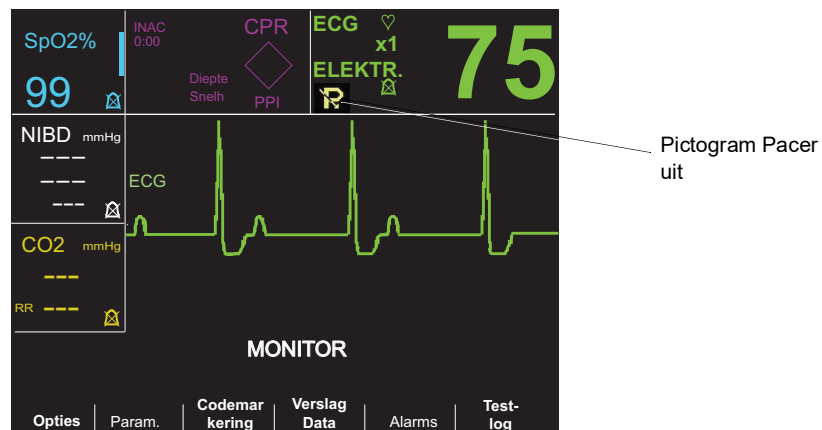 SpO2%
99
INAC
0:00
CPR
Diepte
Snelh
PPI
ECG
x1
ELEKTR.
75
Pictogram Pacer
uit
NIBD mmHg
---
---
---
ECG
CO2 mmHg
---
RR ---
MONITOR
Opties
Param.
Codemar
kering
Verslag
Data
Alarms
Test-
log